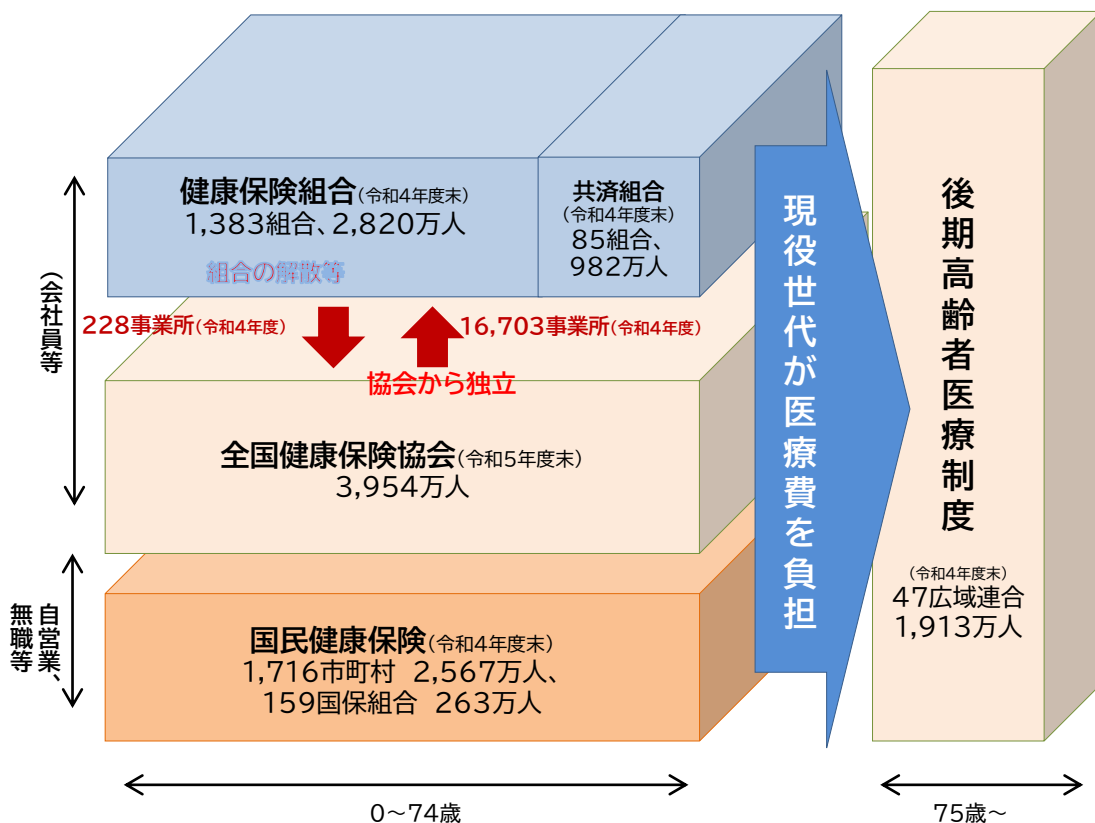 健康保険組合(令和4年度末)
1,383組合、2,820万人
組合の解散等
共済組合
(令和4年度末)
85組合、
982万人
(会社員等)
228事業所(令和4年度)
16,703事業所(令和4年度)
協会から独立
全国健康保険協会(令和5年度末)
3,954万人
自営業、
無職等
国民健康保険(令和4年度末)
1,716市町村 2,567万人、
159国保組合 263万人
現役世代が医療費を負担
後期高齢者医療制度
(令和4年度末)
47広域連合
1,913万人
0~74歳
75歳~